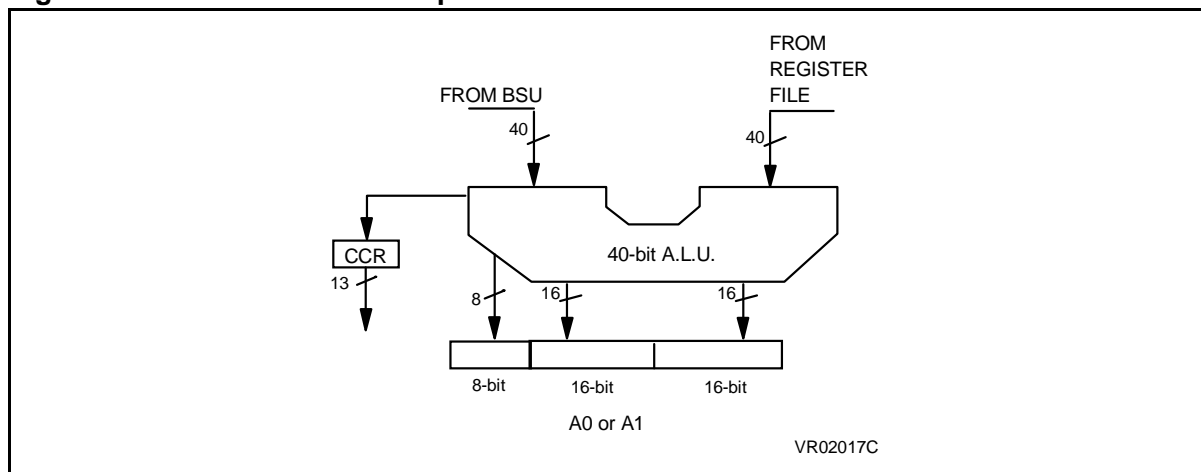 FROM
REGISTER
FILE
FROM BSU
40
40
40-bit A.L.U.
CCR
13
8
16
16
8-bit
16-bit
16-bit
A0 or A1
VR02017C